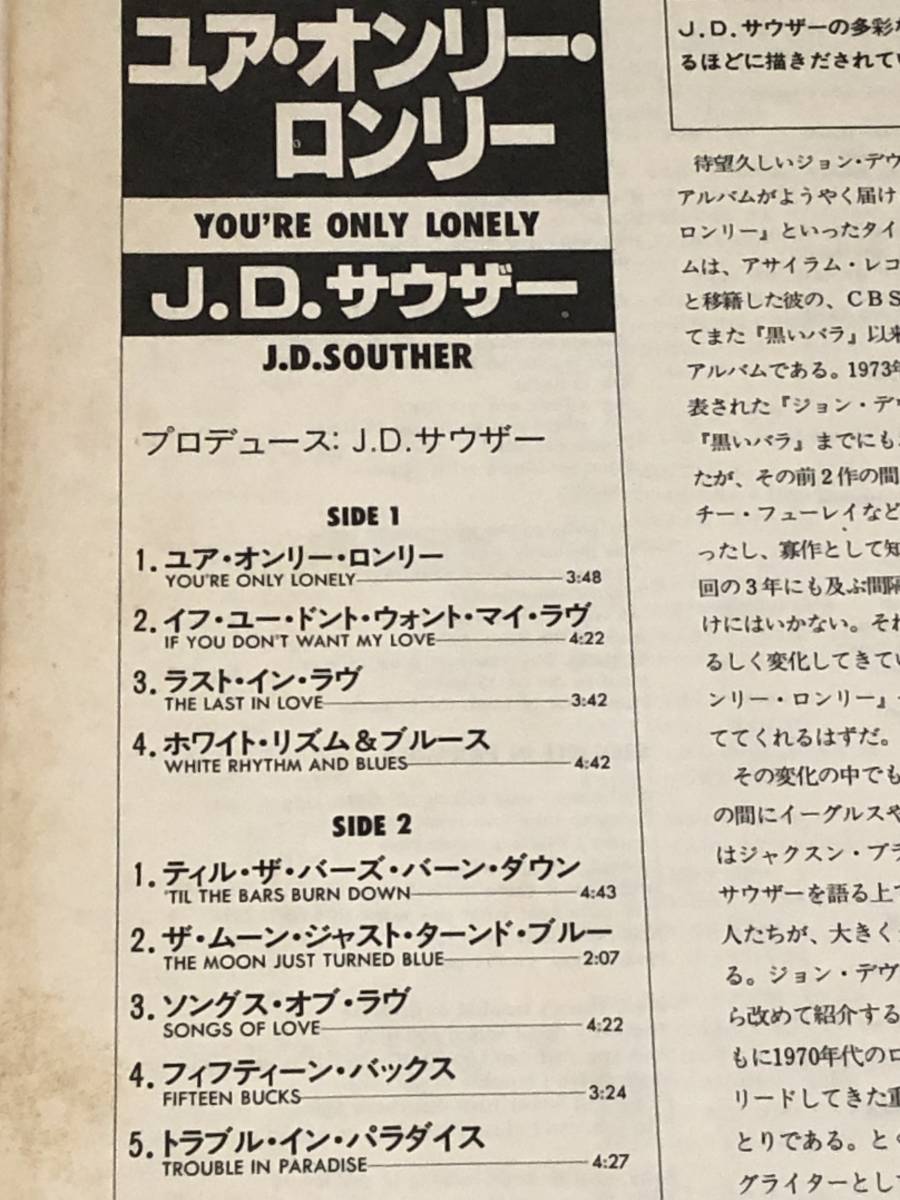 ユア・オンリー・
ロンリー
YOU'RE ONLY LONELY
J.D.サウザー
J.D.SOUTHER
プロデュース: J.D.サウザー
SIDE 1
1. ユア・オンリー・ロンリー
YOU'RE ONLY LONELY 3:48
2. イフ・ユー・ドント・ウォント・マイ・ラヴ
IF YOU DON'T WANT MY LOVE 4:22
3. ラスト・イン・ラヴ
THE LAST IN LOVE 3:42
4. ホワイト・リズム&ブルース
WHITE RHYTHM AND BLUES 4:42
SIDE 2
1. ティル・ザ・バーズ・バーン・ダウン
'TIL THE BARS BURN DOWN 4:43
2. ザ・ムーン・ジャスト・ターンド・ブルー
THE MOON JUST TURNED BLUE 2:07
3. ソングス・オブ・ラヴ
SONGS OF LOVE 4:22
4. フィフティーン・バックス
FIFTEEN BUCKS 3:24
5. トラブル・イン・パラダイス
TROUBLE IN PARADISE 4:27
J.D.サウザーの多彩
るほどに描きだされてい
待望久しいジョン・デヴ
アルバムがようやく届け
ロンリー』といったタイ
ムは、アサイラム・レコ
と移籍した彼の、CBS
てまた『黒いバラ』以来
アルバムである。1973年
表された『ジョン・デヴ
『黒いバラ』までにも
たが、その前2作の間
チー・フューレイなど
ったし、寡作として知
回の3年にも及ぶ間隔
けにはいかない。それ
るしく変化してきてい
ンリー・ロンリー』
ててくれるはずだ。
その変化の中でも
の間にイーグルスや
はジャクスン・ブラ
サウザーを語る上で
人たちが、大きく
る。ジョン・デヴ
ら改めて紹介する
もに1970年代のロ
リードしてきた重
とりである。とく
グライターとして